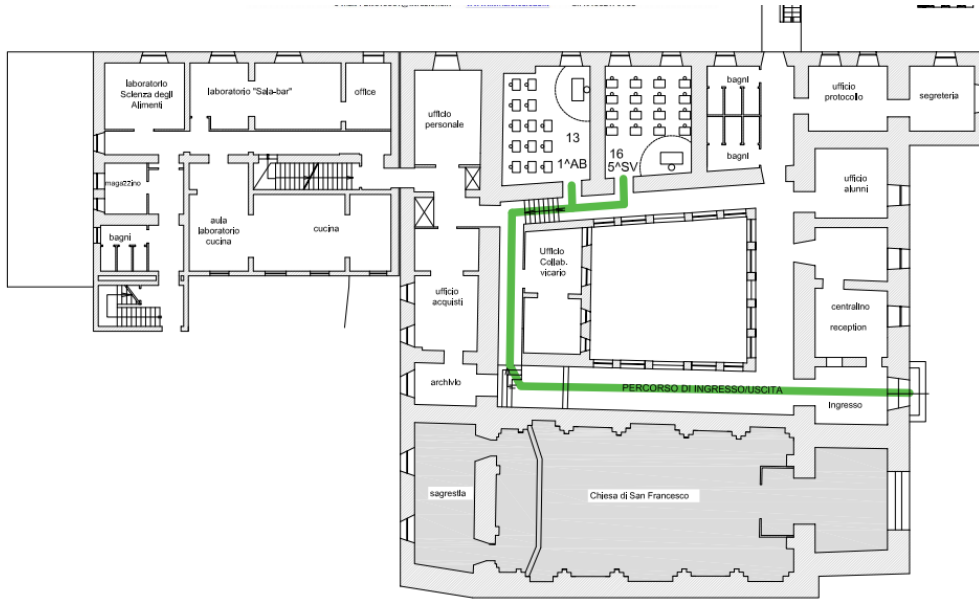 laboratorio
Scienza degli
Alimenti
laboratorio "Sala-bar"
office
ufficio
personale
13
1^AB
16
5^SV
bagni
bagni
ufficio
protocollo
segreteria
magazzino
ufficio
alunni
bagni
aula
laboratorio
cucina
cucina
Ufficio
Collab.
vicario
ufficio
acquisti
centralino
reception
archivio
PERCORSO DI INGRESSO/USCITA
Ingresso
sagrestia
Chiesa di San Francesco